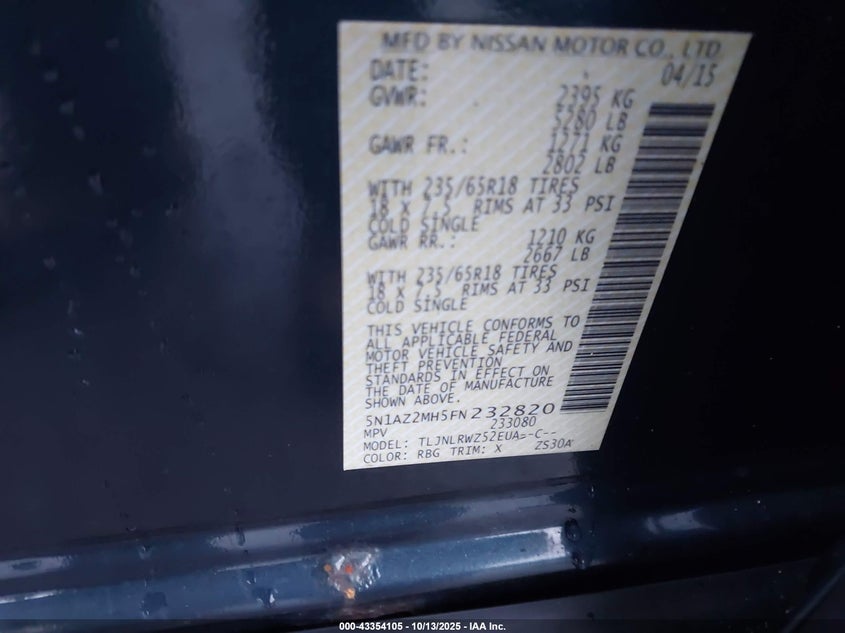 MFD BY NISSAN MOTOR CO., LTD.
DATE: 04/15
GVWR: 2395 KG
5280 LB
GAWR FR.: 1271 KG
2802 LB
WITH 235/65R18 TIRES
18 X 7.5 RIMS AT 33 PSI
COLD SINGLE
GAWR RR.: 1210 KG
2667 LB
WITH 235/65R18 TIRES
18 X 7.5 RIMS AT 33 PSI
COLD SINGLE
THIS VEHICLE CONFORMS TO
ALL APPLICABLE FEDERAL
MOTOR VEHICLE SAFETY AND
THEFT PREVENTION
STANDARDS IN EFFECT ON
THE DATE OF MANUFACTURE
SHOWN ABOVE.
5N1AZ2MH5FN232820
MPV 233080
MODEL: TLJNLRWZ52EUA--C--
COLOR: RBG TRIM: X ZS30A
000-43354105 - 10/13/2025 - IAA Inc.